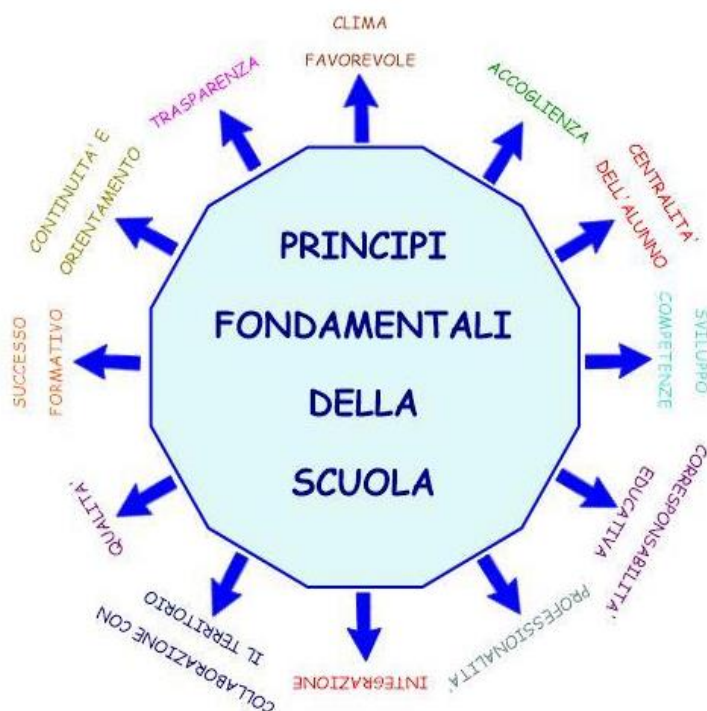 CLIMA
FAVOREVOLE
ACCOGLIENZA
CENTRALITA'
DELL'ALUNNO
SVILUPPO
COMPETENZE
CORRESPONSABILITA'
EDUCATIVA
PROFESSIONALITA'
INTEGRAZIONE
COLLABORAZIONE CON
IL TERRITORIO
QUALITA'
SUCCESSO
FORMATIVO
CONTINUITA' E
ORIENTAMENTO
TRASPARENZA
PRINCIPI
FONDAMENTALI
DELLA
SCUOLA